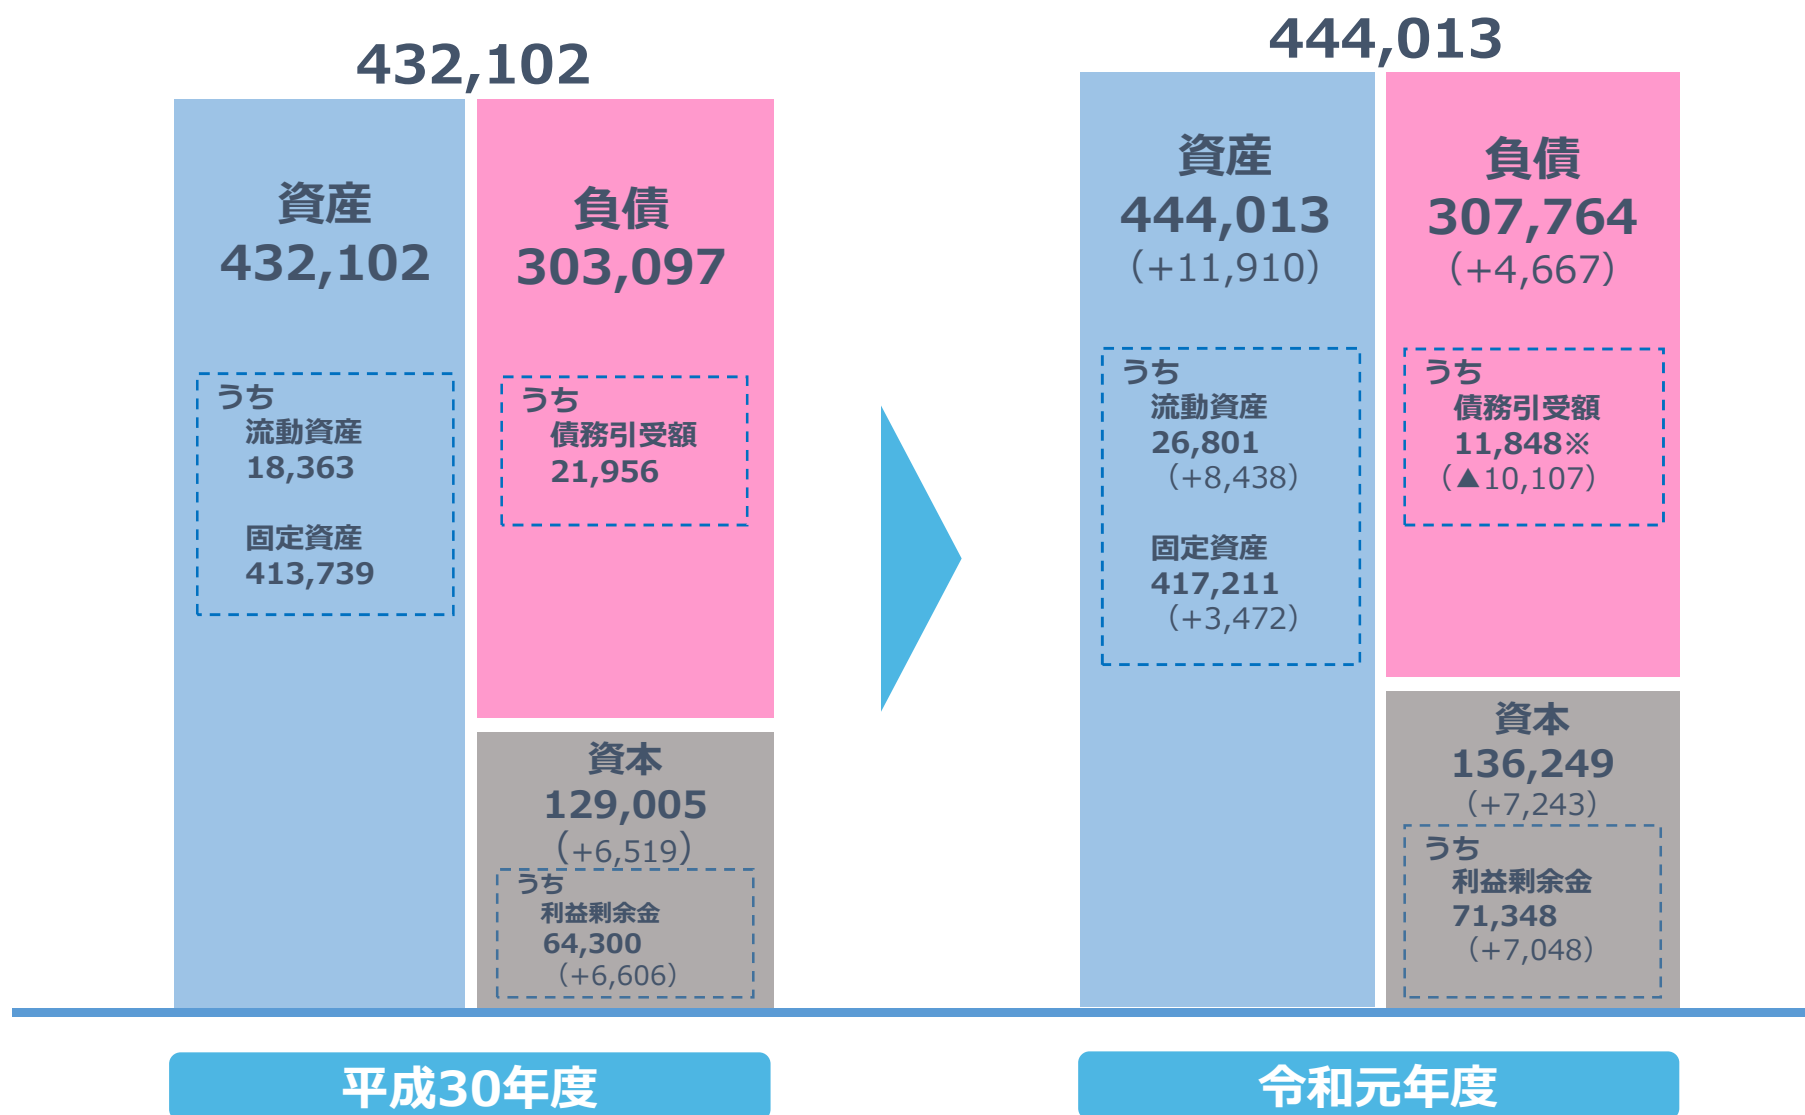 432,102
資産
432,102
うち
流動資産
18,363
固定資産
413,739
負債
303,097
うち
債務引受額
21,956
資本
129,005
(+6,519)
うち
利益剰余金
64,300
(+6,606)
平成30年度
444,013
資産
444,013
(+11,910)
うち
流動資産
26,801
(+8,438)
固定資産
417,211
(+3,472)
負債
307,764
(+4,667)
うち
債務引受額
11,848※
(▲10,107)
資本
136,249
(+7,243)
うち
利益剰余金
71,348
(+7,048)
令和元年度